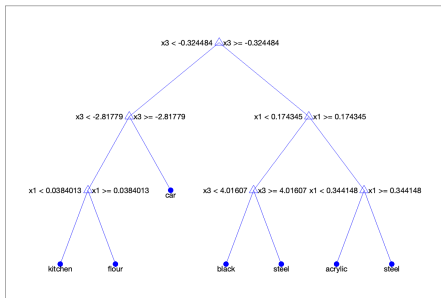 x3 < -0.324484 x3 >= -0.324484
x3 < -2.81779 x3 >= -2.81779 x1 < 0.174345 x1 >= 0.174345
x1 < 0.0384013 x1 >= 0.0384013 car x3 < 4.01607 x3 >= 4.01607 x1 < 0.344148 x1 >= 0.344148
kitchen flour black steel acrylic steel